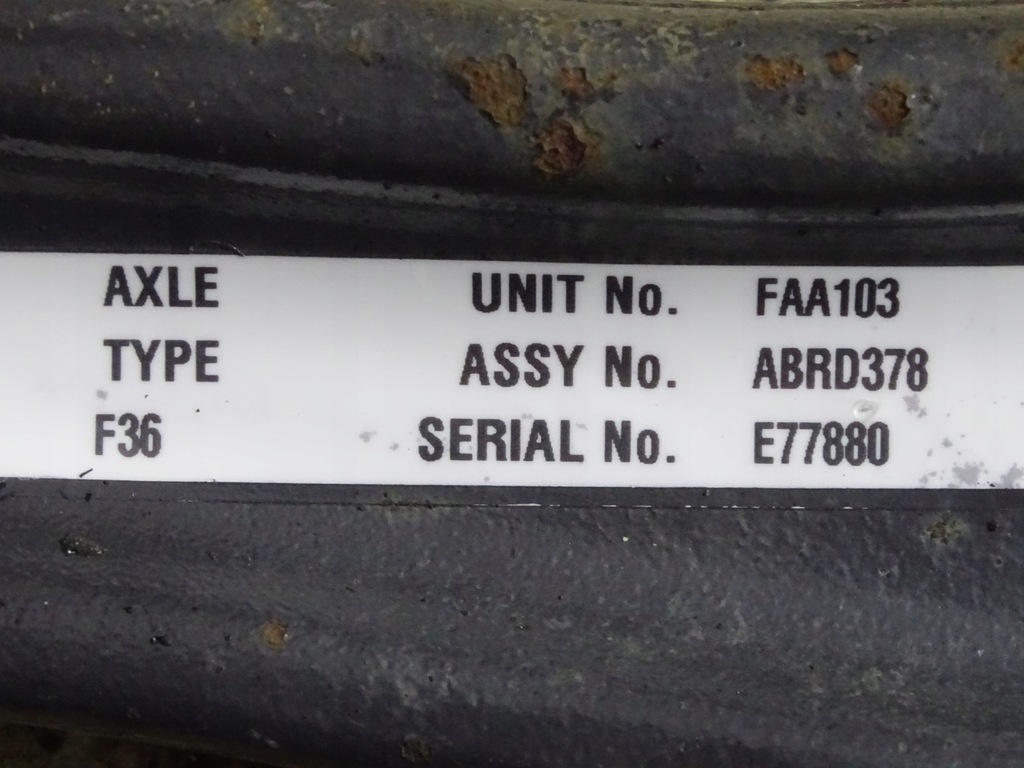 AXLE UNIT No. FAA103
TYPE ASSY No. ABRD378
F36 SERIAL No. E77880